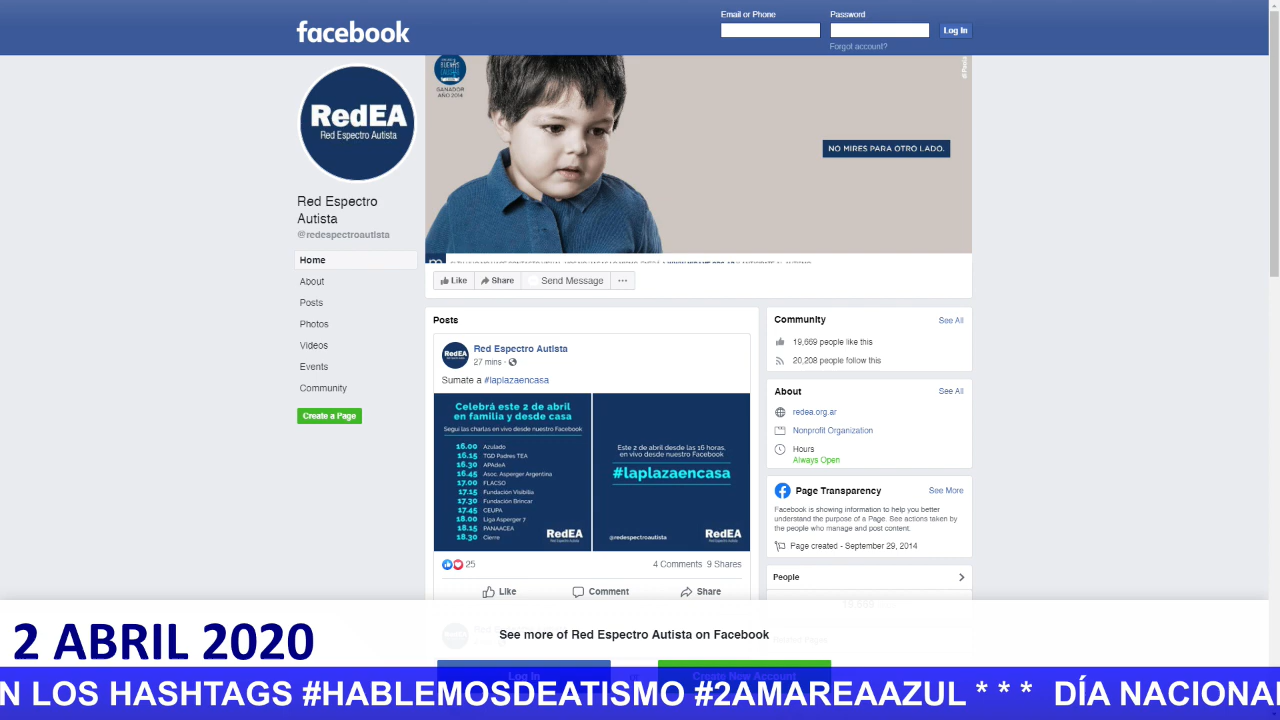 facebook
Email or Phone
Password
Log In
Forgot account?
RedEA
Red Espectro Autista
GANADOR
AÑO 2014
NO MIRES PARA OTRO LADO.
Red Espectro
Autista
@redespectroautista
Home
About
Posts
Photos
Videos
Events
Community
Create a Page
Like
Share
Send Message
Posts
RedEA
Red Espectro Autista
27 mins ·
Sumate a #laplazaencasa
Celebrá este 2 de abril
en familia y desde casa
Seguí las charlas en vivo desde nuestro Facebook
16.00 Azulado
16.15 TGD Padres TEA
16.30 APAdeA
16.45 Asoc. Asperger Argentina
17.00 FLACSO
17.15 Fundación Visibilia
17.30 Fundación Brincar
17.45 CEUPA
18.00 Liga Asperger 7
18.15 PANAACEA
18.30 Cierre
RedEA
Red Espectro Autista
Este 2 de abril desde las 16 horas,
en vivo desde nuestro Facebook
#laplazaencasa
@redespectroautista
RedEA
Red Espectro Autista
25
4 Comments 9 Shares
Like
Comment
Share
Community
See All
19,669 people like this
20,208 people follow this
About
See All
redea.org.ar
Nonprofit Organization
Hours
Always Open
Page Transparency
See More
Facebook is showing information to help you better
understand the purpose of a Page. See actions taken by
the people who manage and post content.
Page created - September 29, 2014
People
Related Pages
See more of Red Espectro Autista on Facebook
Log In
Create New Account
2 ABRIL 2020
N LOS HASHTAGS #HABLEMOSDEATISMO #2AMAREAAZUL * * * DÍA NACIONA